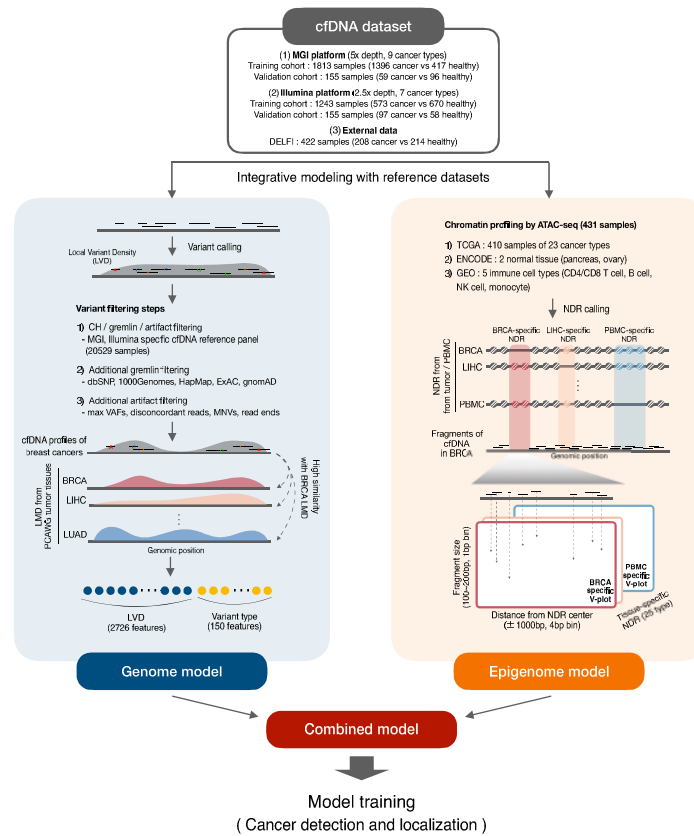 cfDNA dataset
(1) MGI platform (5x depth, 9 cancer types)
Training cohort : 1813 samples (1396 cancer vs 417 healthy)
Validation cohort : 155 samples (59 cancer vs 96 healthy)
(2) Illumina platform (2.5x depth, 7 cancer types)
Training cohort : 1243 samples (573 cancer vs 670 healthy)
Validation cohort : 155 samples (97 cancer vs 58 healthy)
(3) External data
DELFI : 422 samples (208 cancer vs 214 healthy)
Integrative modeling with reference datasets
Variant calling
Local Variant Density
(LVD)
Variant filtering steps
1) CH / gremlin / artifact filtering
- MGI, Illumina specific cfDNA reference panel
(20529 samples)
2) Additional gremlin filtering
- dbSNP, 1000Genomes, HapMap, ExAC, gnomAD
3) Additional artifact filtering
- max VAFs, disconcordant reads, MNVs, read ends
cfDNA profiles of
breast cancers
LMD from
PCAWG tumor tissues
BRCA
LIHC
LUAD
High similarity
with BRCA LMD
Genomic position
LVD
(2726 features)
Variant type
(150 features)
Genome model
Chromatin profiling by ATAC-seq (431 samples)
1) TCGA : 410 samples of 23 cancer types
2) ENCODE : 2 normal tissue (pancreas, ovary)
3) GEO : 5 immune cell types (CD4/CD8 T cell, B cell,
NK cell, monocyte)
NDR calling
BRCA-specific
NDR
LIHC-specific
NDR
PBMC-specific
NDR
NDR from
from tumor / PBMC
BRCA
LIHC
PBMC
Fragments of
cfDNA
in BRCA
Genomic position
Fragment size
(100~200bp, 1bp bin)
BRCA
specific
V-plot
PBMC
specific
V-plot
Tissue-specific
NDR (25 type)
Distance from NDR center
(± 1000bp, 4bp bin)
Epigenome model
Combined model
Model training
( Cancer detection and localization )